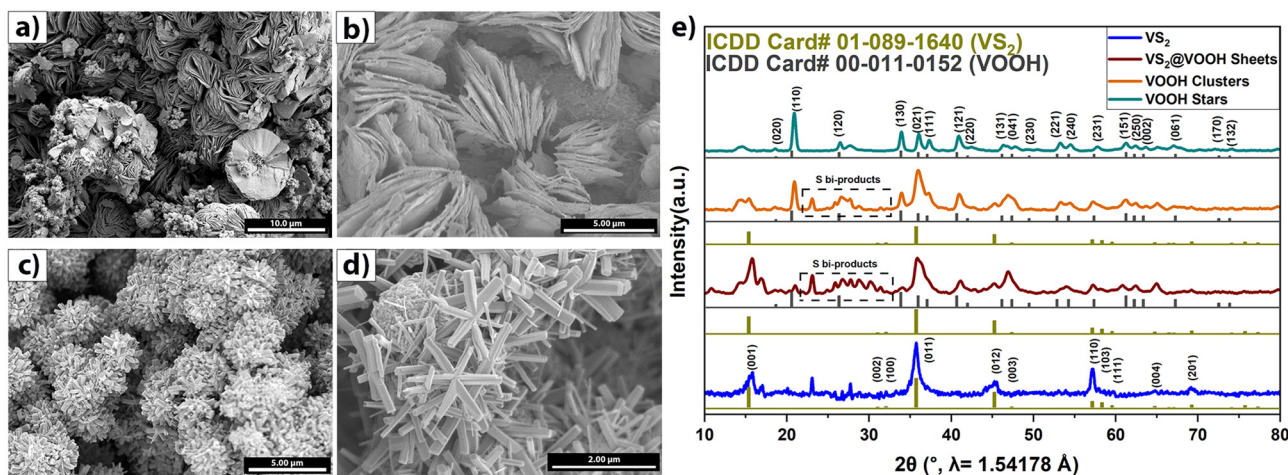 a)
10.0 µm
b)
5.00 µm
c)
5.00 µm
d)
2.00 µm
e)
ICDD Card# 01-089-1640 (VS₂)
ICDD Card# 00-011-0152 (VOOH)
VS₂
VS₂@VOOH Sheets
VOOH Clusters
VOOH Stars
(020)
(110)
(120)
(130)
(021)
(111)
(121)
(220)
(131)
(041)
(230)
(221)
(240)
(231)
(151)
(250)
(002)
(061)
(170)
(132)
S bi-products
S bi-products
(001)
(002)
(100)
(011)
(012)
(003)
(110)
(103)
(111)
(004)
(201)
Intensity(a.u.)
10 20 30 40 50 60 70 80
2θ (°, λ= 1.54178 Å)